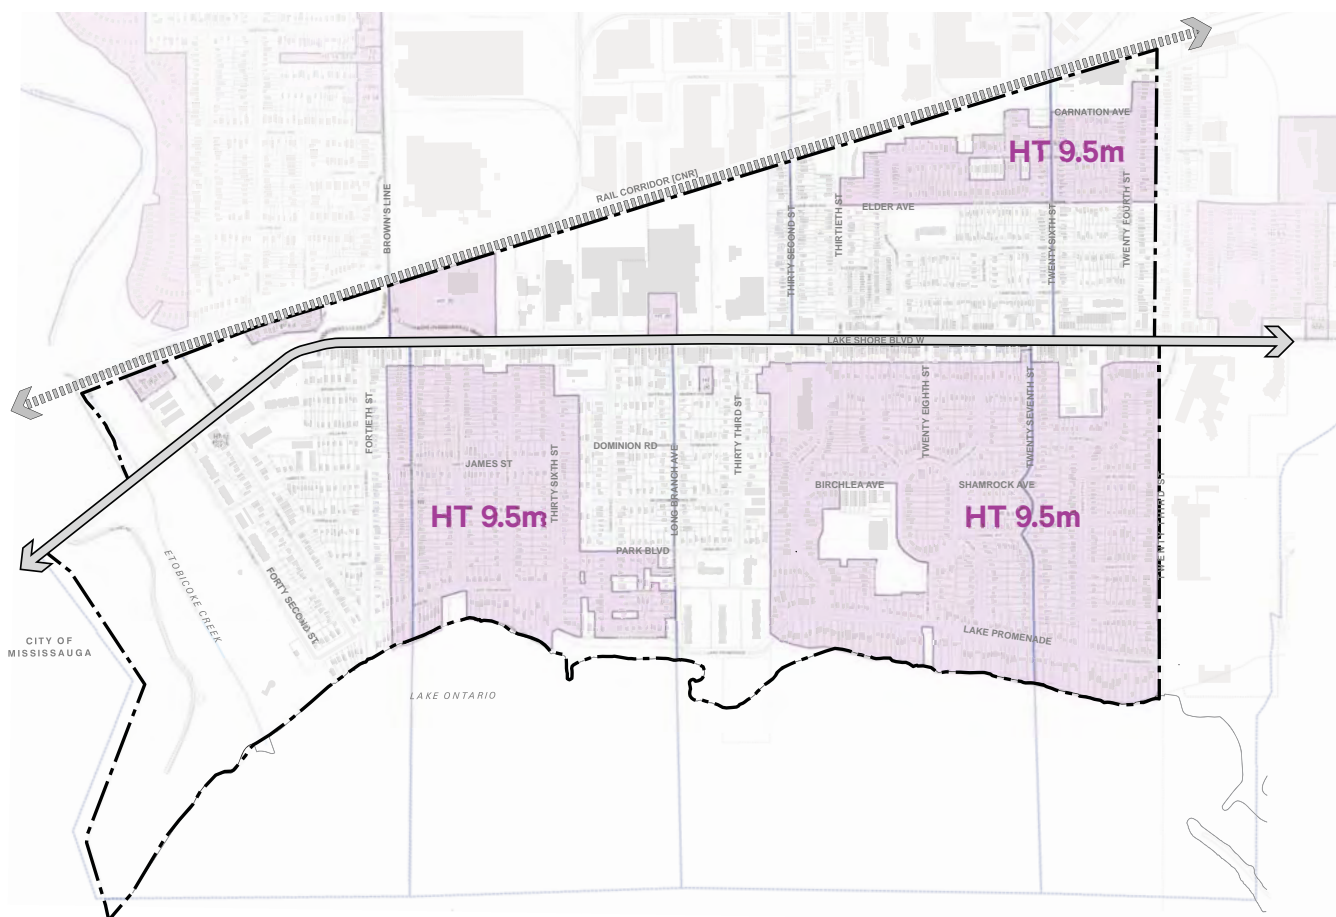 CARNATION AVE
HT 9.5m
RAIL CORRIDOR [CNR]
BROWN'S LINE
THIRTY SECOND ST
THIRTIETH ST
ELDER AVE
TWENTY SIXTH ST
TWENTY FOURTH ST
LAKE SHORE BLVD W
FORTIETH ST
JAMES ST
THIRTY SIXTH ST
DOMINION RD
LONG BRANCH AVE
THIRTY THIRD ST
TWENTY EIGHTH ST
TWENTY SEVENTH ST
BIRCHLEA AVE
SHAMROCK AVE
TWENTY THIRD ST
HT 9.5m
HT 9.5m
PARK BLVD
ETOBICOKE CREEK
FORTY SECOND ST
LAKE PROMENADE
CITY OF
MISSISSAUGA
LAKE ONTARIO